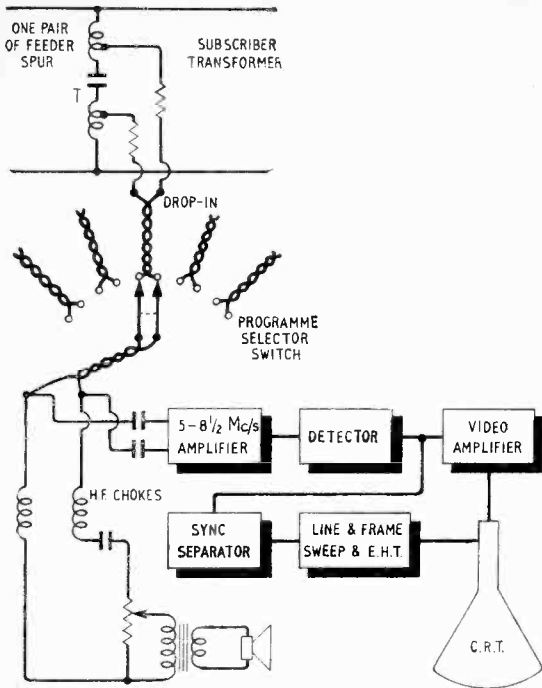 ONE PAIR
OF FEEDER
SPUR
SUBSCRIBER
TRANSFORMER
T
DROP-IN
PROGRAMME
SELECTOR
SWITCH
5-8½ Mc/s
AMPLIFIER
DETECTOR
VIDEO
AMPLIFIER
H.F. CHOKES
SYNC
SEPARATOR
LINE & FRAME
SWEEP & E.H.T.
C.R.T.